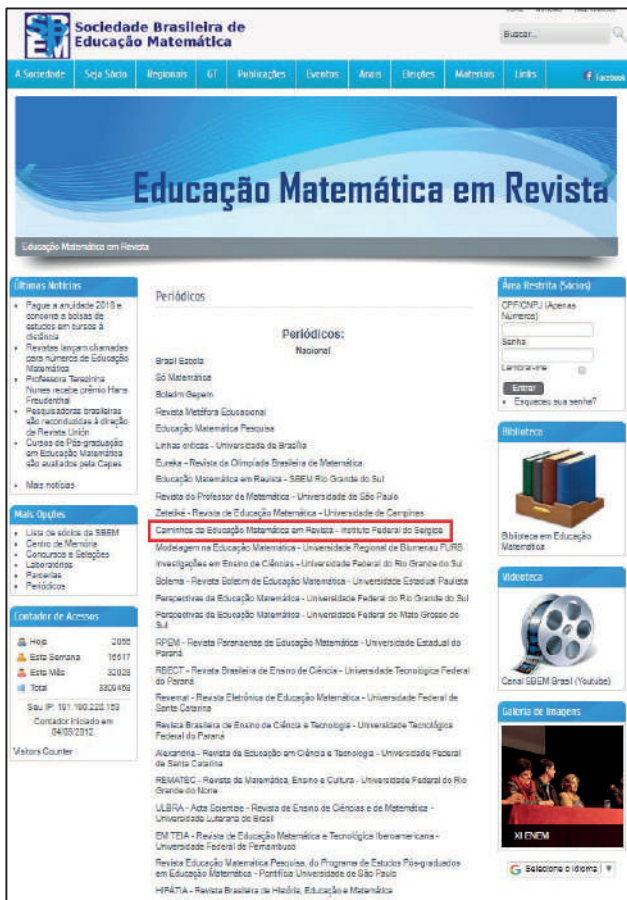 Sociedade Brasileira de
Educação Matemática
Buscar...
A Sociedade Seja Sócio Regionais GT Publicações Eventos Anais Eleições Materiais Links Facebook
Educação Matemática em Revista
Educação Matemática em Revista
Últimas Notícias
Pague a anuidade 2018 e
concorra a bolsas de
estudos em cursos à
distância
Revistas lançam chamadas
para números de Educação
Matemática
Professora Terezinha
Nunes recebe prêmio Hans
Freudenthal
Pesquisadoras brasileiras
são reconduzidas à direção
da Revista Unión
Cursos de Pós-graduação
em Educação Matemática
são avaliados pela Capes
Mais notícias
Mais Opções
Lista de sócios da SBEM
Centro de Memória
Concursos e Seleções
Laboratórios
Parcerias
Periódicos
Contador de Acessos
Hoje 2056
Esta Semana 16617
Este Mês 32028
Total
Seu IP:
Contador iniciado em
04/05/2012.
Visitors Counter
Periódicos
Periódicos:
Nacional
Brasil Escola
Só Matemática
Boletim Gepem
Revista Metáfora Educacional
Educação Matemática Pesquisa
Linhas críticas - Universidade de Brasília
Eureka - Revista da Olimpíada Brasileira de Matemática
Educação Matemática em Revista - SBEM Rio Grande do Sul
Revista do Professor de Matemática - Universidade de São Paulo
Zetetiké - Revista de Educação Matemática - Universidade de Campinas
Caminhos da Educação Matemática em Revista - Instituto Federal de Sergipe
Modelagem na Educação Matemática - Universidade Regional de Blumenau FURB
Investigações em Ensino de Ciências - Universidade Federal do Rio Grande do Sul
Bolema - Revista Boletim de Educação Matemática - Universidade Estadual Paulista
Perspectivas da Educação Matemática - Universidade Federal do Rio Grande do Sul
Perspectivas da Educação Matemática - Universidade Federal do Mato Grosso do
Sul
RPEM - Revista Paranaense de Educação Matemática - Universidade Estadual do
Paraná
RBECT - Revista Brasileira de Ensino de Ciência - Universidade Tecnológica Federal
do Paraná
Revemat - Revista Eletrônica de Educação Matemática - Universidade Federal de
Santa Catarina
Revista Brasileira de Ensino de Ciência e Tecnologia - Universidade Tecnológica
Federal do Paraná
Alexandria - Revista de Educação em Ciência e Tecnologia - Universidade Federal
de Santa Catarina
REMATEC - Revista de Matemática, Ensino e Cultura - Universidade Federal do Rio
Grande do Norte
ULBRA - Acta Scientae - Revista de Ensino de Ciências e de Matemática -
Universidade Luterana do Brasil
EM TEIA - Revista de Educação Matemática e Tecnológica Iberoamericana -
Universidade Federal de Pernambuco
Revista Educação Matemática Pesquisa, do Programa de Estudos Pós-graduados
em Educação Matemática - Pontifícia Universidade de São Paulo
HIPÁTIA - Revista Brasileira de História, Educação e Matemática
Área Restrita (Sócios)
CPF/CNPJ (Apenas
Números)
Senha
Lembrar-me
Entrar
Esqueceu sua senha?
Biblioteca
Biblioteca em Educação
Matemática
Videoteca
Canal SBEM Brasil (Youtube)
Galeria de Imagens
XI ENEM
Selecione o idioma